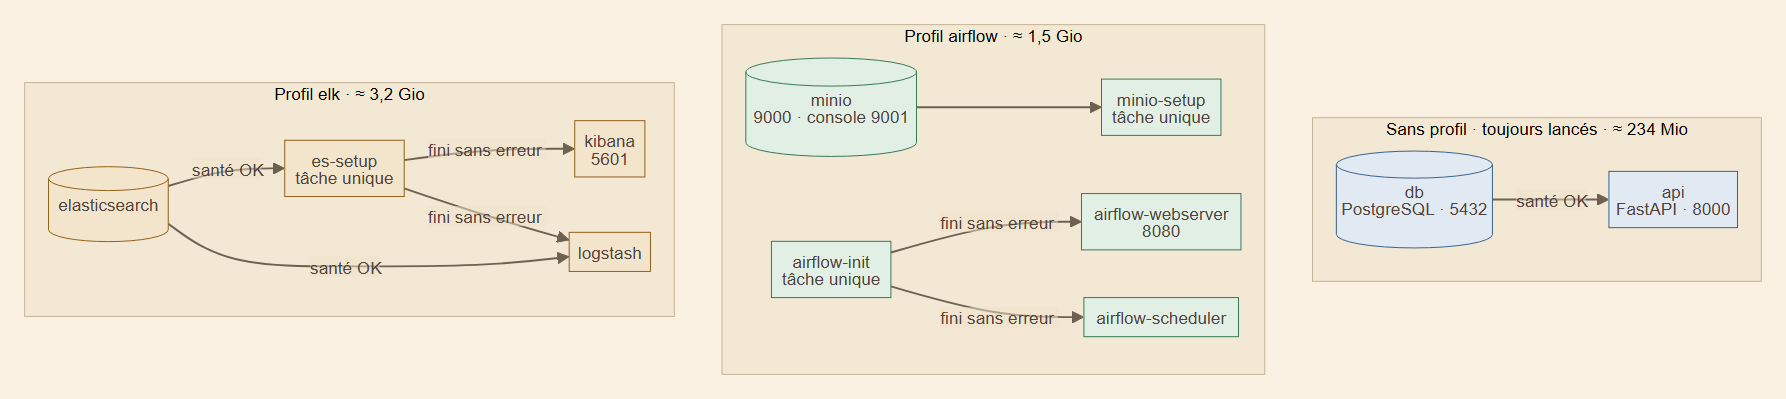 Profil elk · ≈ 3,2 Gio
elasticsearch
santé OK
es-setup
tâche unique
fini sans erreur
kibana
5601
fini sans erreur
logstash
santé OK
Profil airflow · ≈ 1,5 Gio
minio
9000 · console 9001
minio-setup
tâche unique
airflow-init
tâche unique
fini sans erreur
airflow-webserver
8080
fini sans erreur
airflow-scheduler
Sans profil · toujours lancés · ≈ 234 Mio
db
PostgreSQL · 5432
santé OK
api
FastAPI · 8000